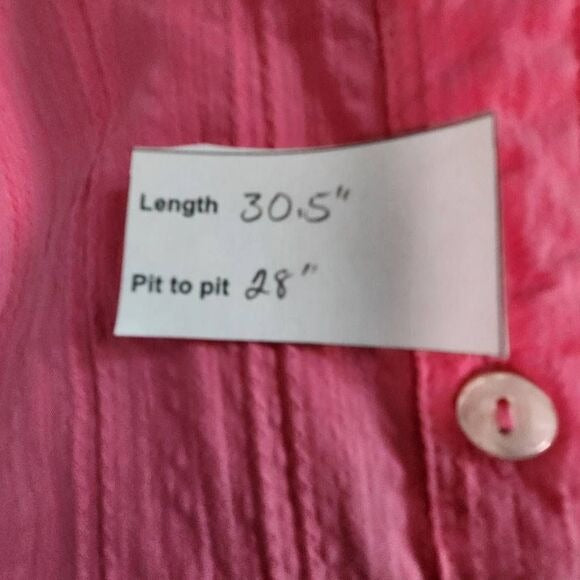 Length 30.5"
Pit to pit 28"